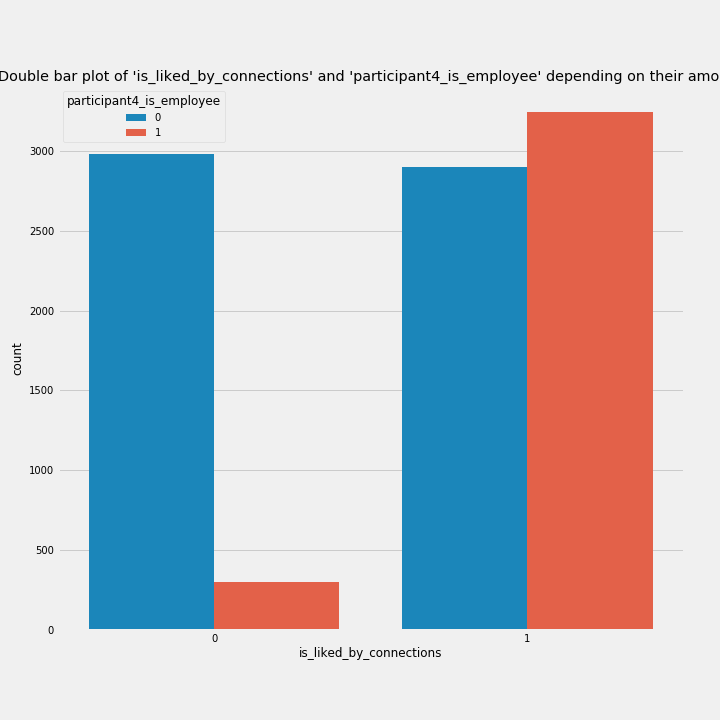 Double bar plot of 'is_liked_by_connections' and 'participant4_is_employee' depending on their
participant4_is_employee
0
1
3000
2500
2000
1500
1000
500
0
count
0 1
is_liked_by_connections